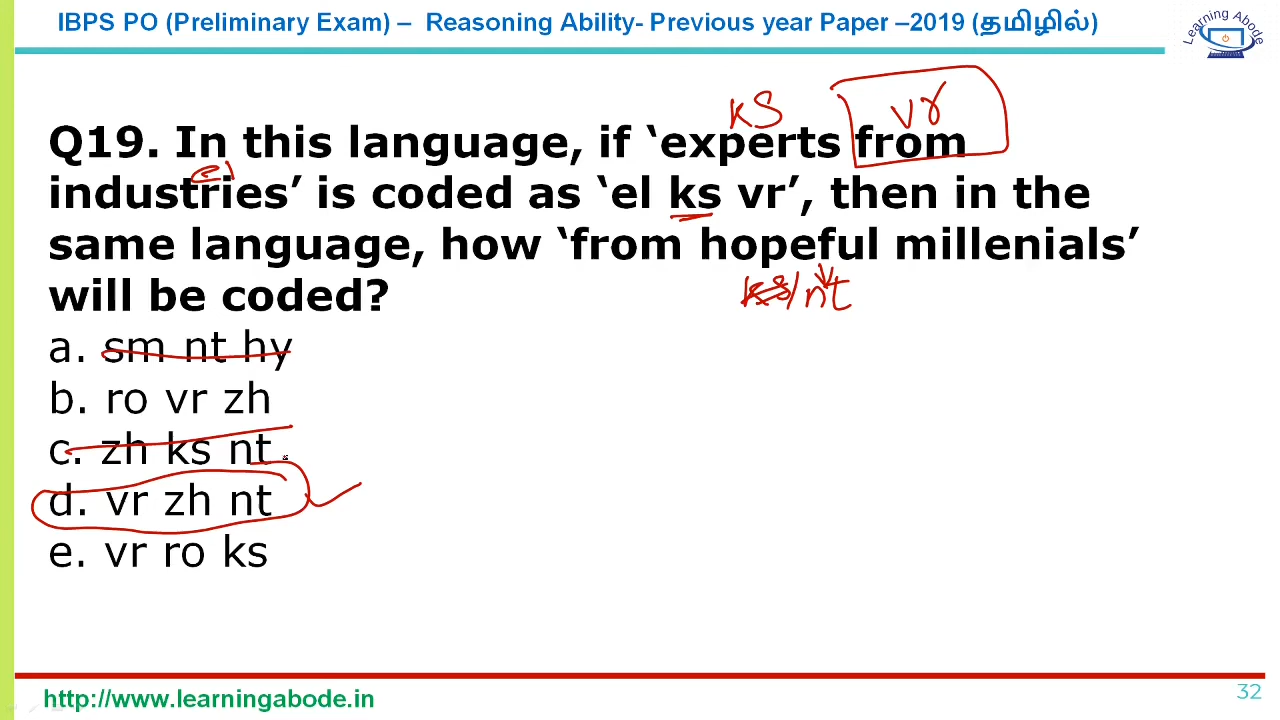 IBPS PO (Preliminary Exam) – Reasoning Ability- Previous year Paper –2019 (தமிழில்)
Learning Abode
ks vr
Q19. In this language, if ‘experts from
el
industries’ is coded as ‘el ks vr’, then in the
same language, how ‘from hopeful millenials’
ks/nt
will be coded?
a. sm nt hy
b. ro vr zh
c. zh ks nt
d. vr zh nt
e. vr ro ks
http://www.learningabode.in
32